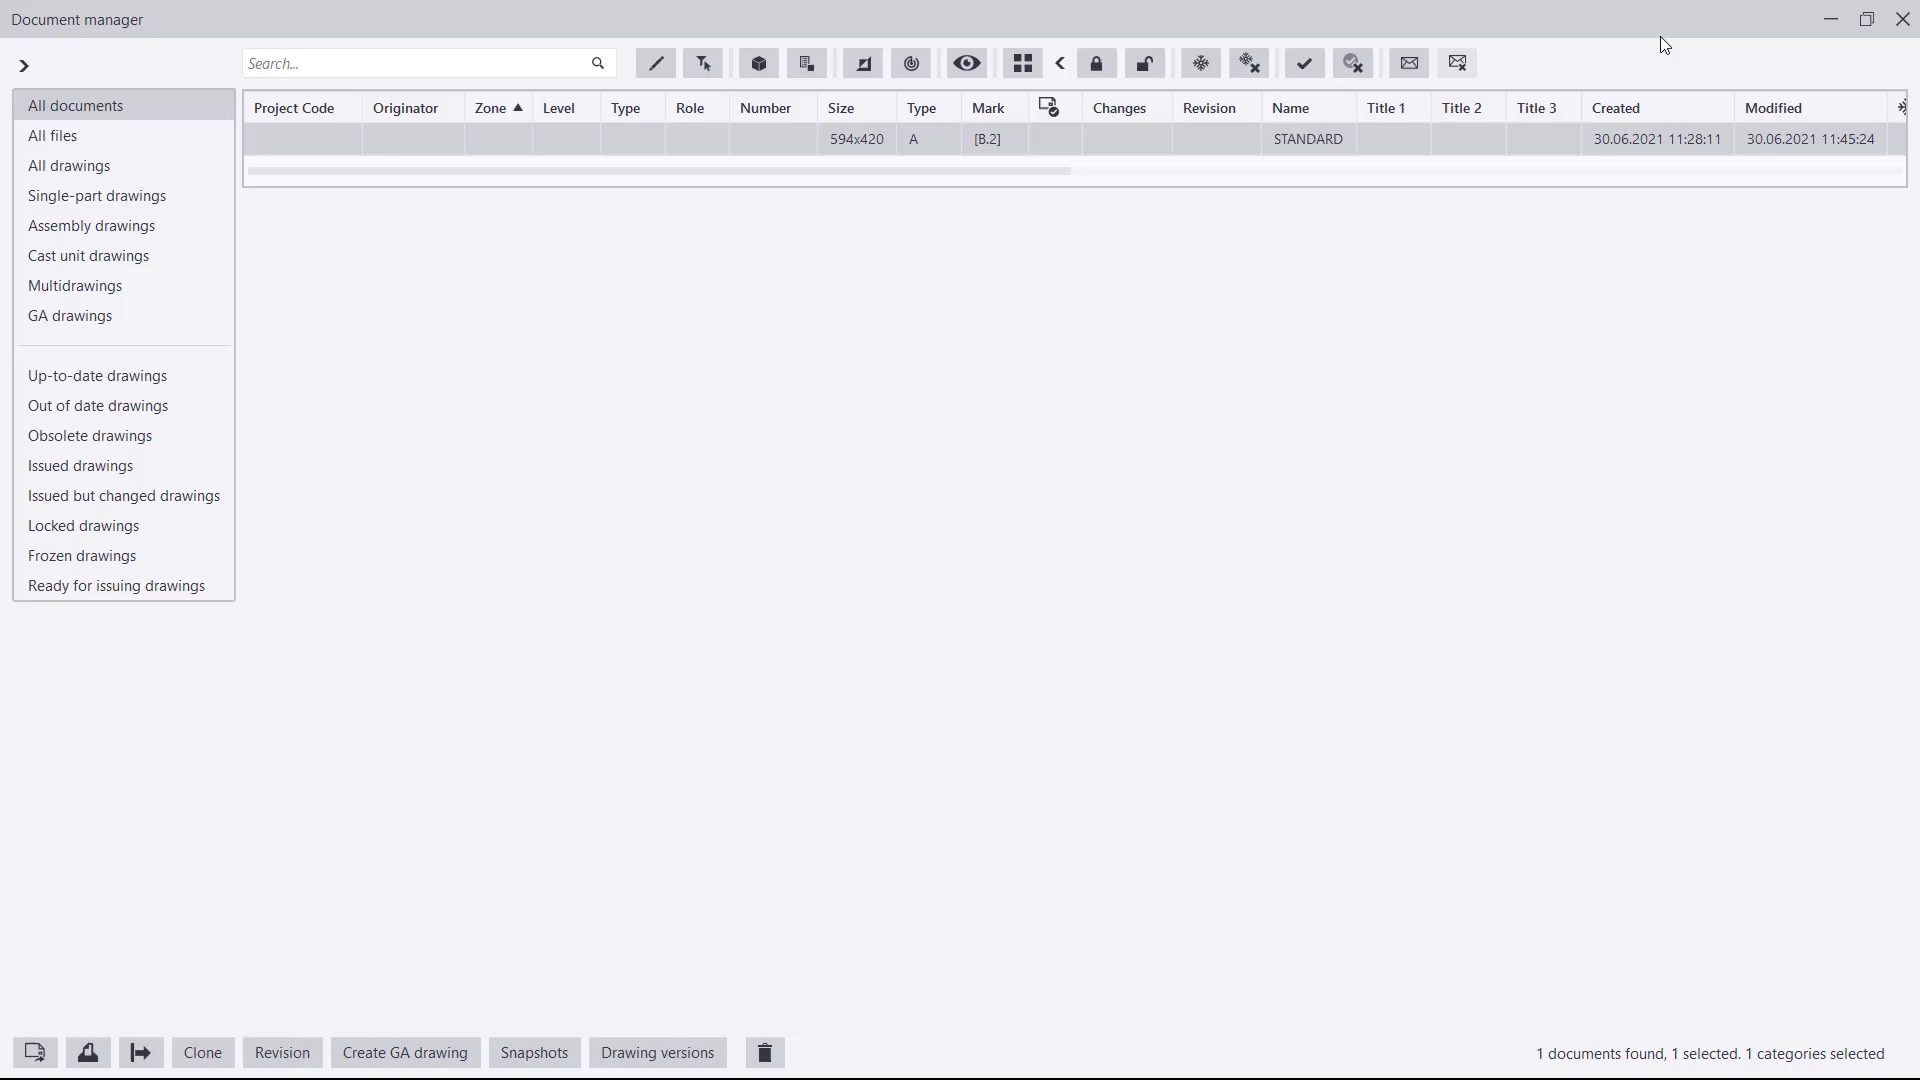 Document manager
Search...
All documents
All files
All drawings
Single-part drawings
Assembly drawings
Cast unit drawings
Multidrawings
GA drawings
Up-to-date drawings
Out of date drawings
Obsolete drawings
Issued drawings
Issued but changed drawings
Locked drawings
Frozen drawings
Ready for issuing drawings
Project Code Originator Zone Level Type Role Number Size Type Mark Changes Revision Name Title 1 Title 2 Title 3 Created Modified
594x420 A [B.2] STANDARD 30.06.2021 11:28:11 30.06.2021 11:45:24
Clone Revision Create GA drawing Snapshots Drawing versions
1 documents found, 1 selected. 1 categories selected